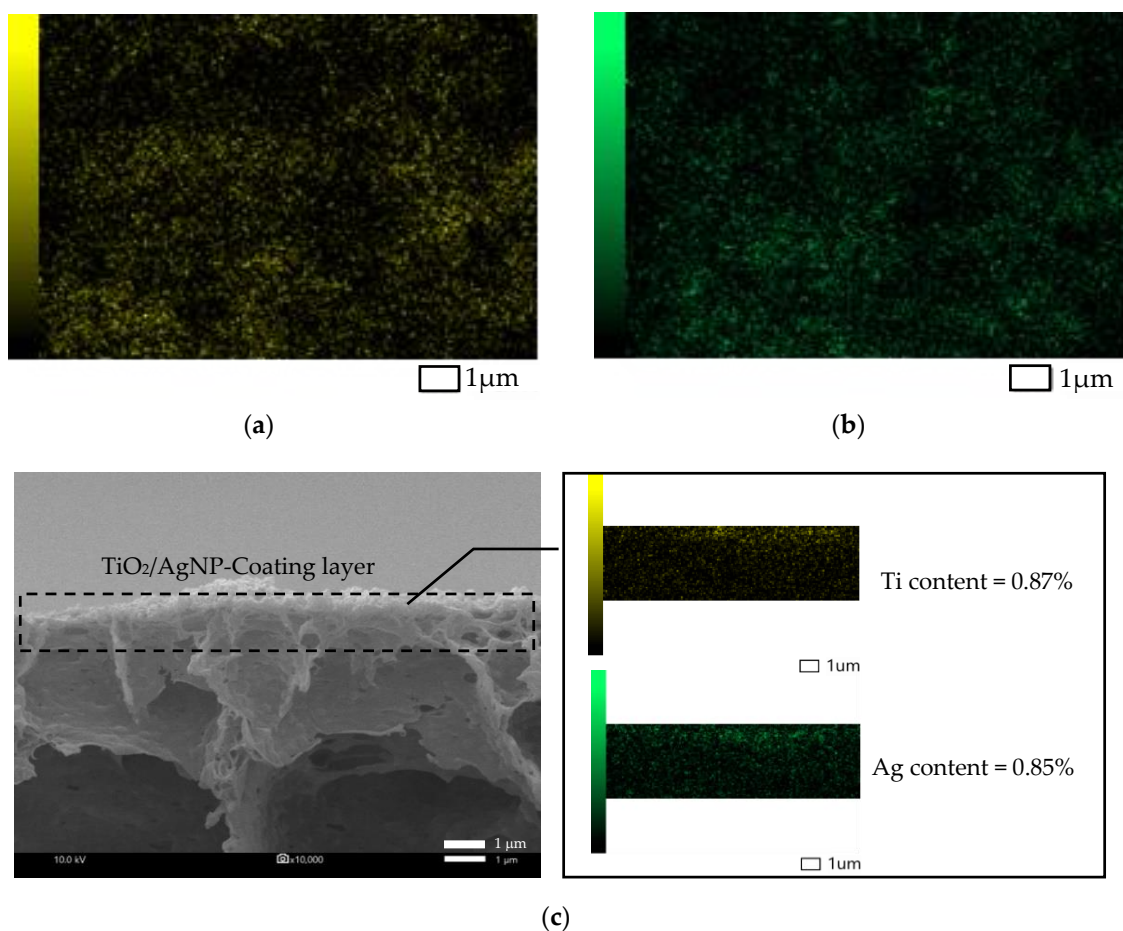 1μm
1μm
(a)
(b)
TiO₂/AgNP-Coating layer
Ti content = 0.87%
1um
Ag content = 0.85%
1 μm
10.0 kV
x10,000
1 μm
1um
(c)